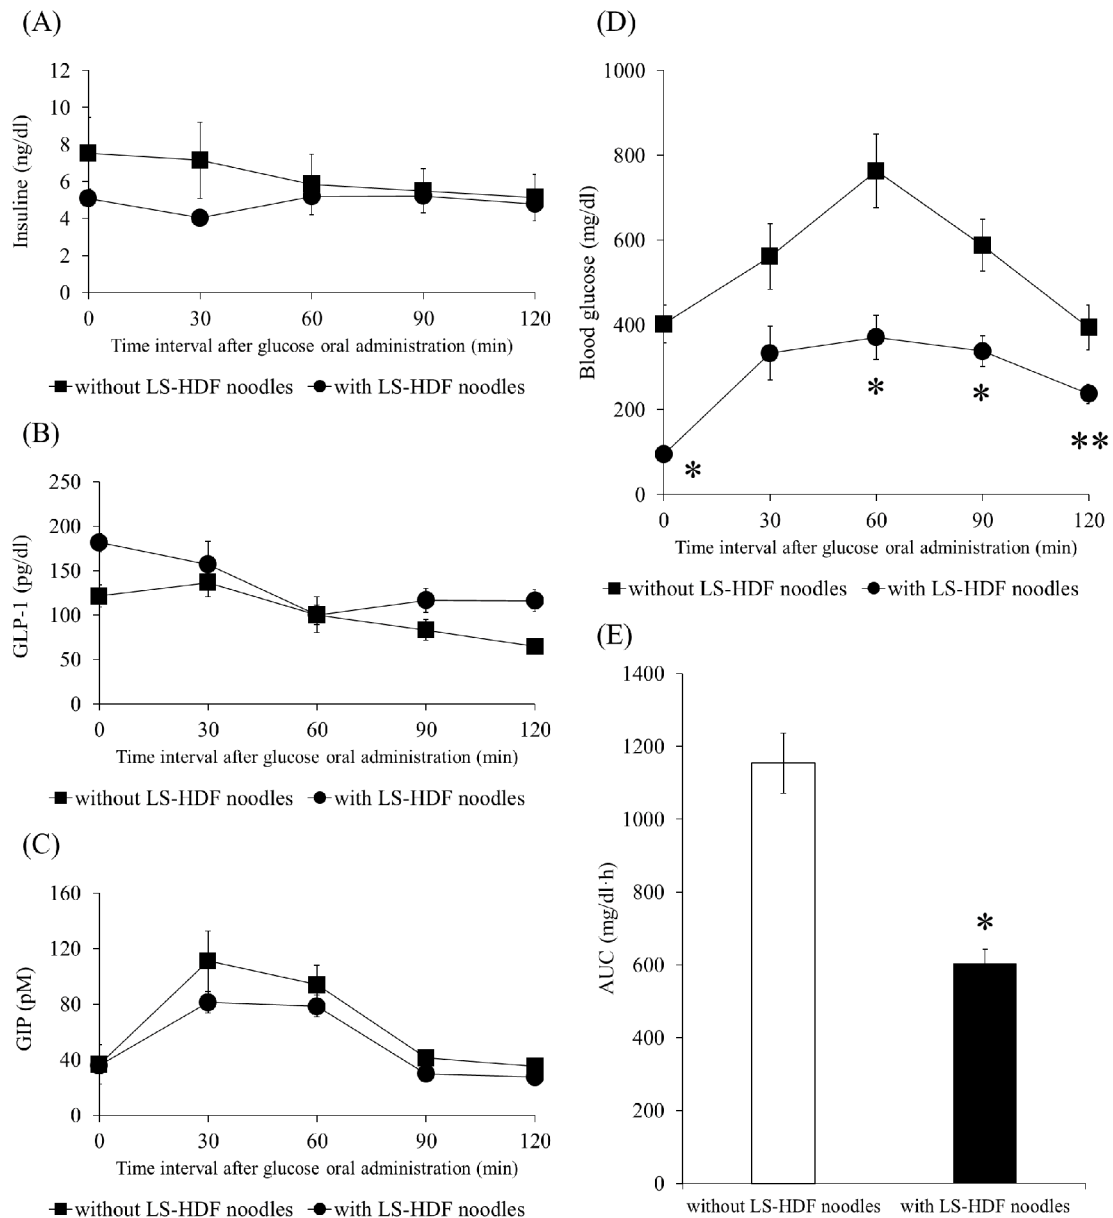 (A)
12
10
8
6
4
2
0
Insuline (ng/dl)
0 30 60 90 120
Time interval after glucose oral administration (min)
without LS-HDF noodles with LS-HDF noodles
(B)
250
200
150
100
50
0
GLP-1 (pg/dl)
0 30 60 90 120
Time interval after glucose oral administration (min)
without LS-HDF noodles with LS-HDF noodles
(C)
160
120
80
40
0
GIP (pM)
0 30 60 90 120
Time interval after glucose oral administration (min)
without LS-HDF noodles with LS-HDF noodles
(D)
1000
800
600
400
200
0
Blood glucose (mg/dl)
*
*
*
**
0 30 60 90 120
Time interval after glucose oral administration (min)
without LS-HDF noodles with LS-HDF noodles
(E)
1400
1200
1000
800
600
400
200
0
AUC (mg/dl·h)
*
without LS-HDF noodles with LS-HDF noodles